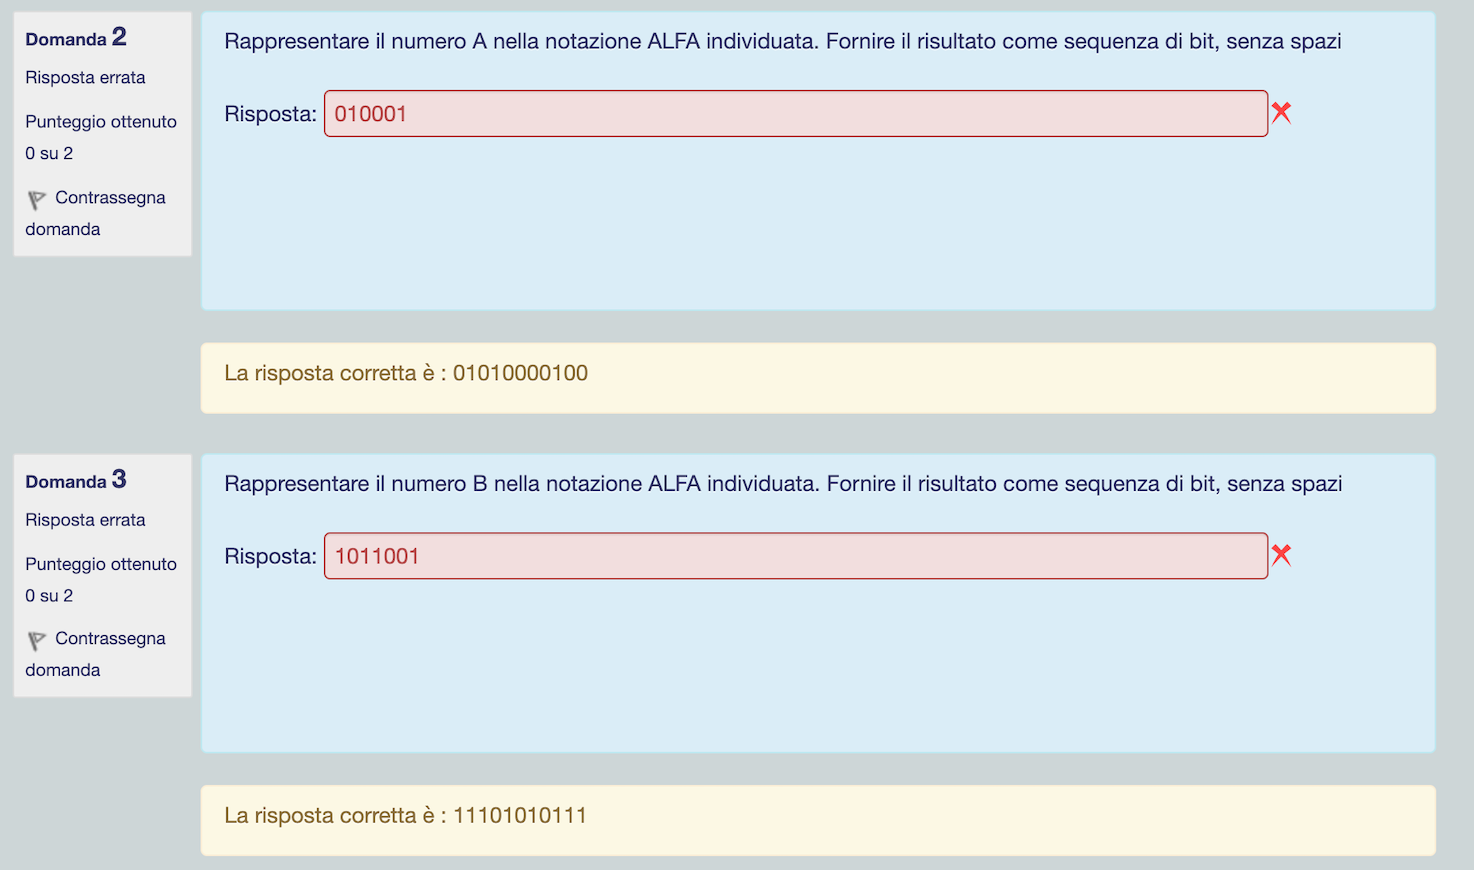 Domanda 2
Risposta errata
Punteggio ottenuto
0 su 2
Contrassegna
domanda
Rappresentare il numero A nella notazione ALFA individuata. Fornire il risultato come sequenza di bit, senza spazi
Risposta: 010001
La risposta corretta è : 01010000100
Domanda 3
Risposta errata
Punteggio ottenuto
0 su 2
Contrassegna
domanda
Rappresentare il numero B nella notazione ALFA individuata. Fornire il risultato come sequenza di bit, senza spazi
Risposta: 1011001
La risposta corretta è : 11101010111